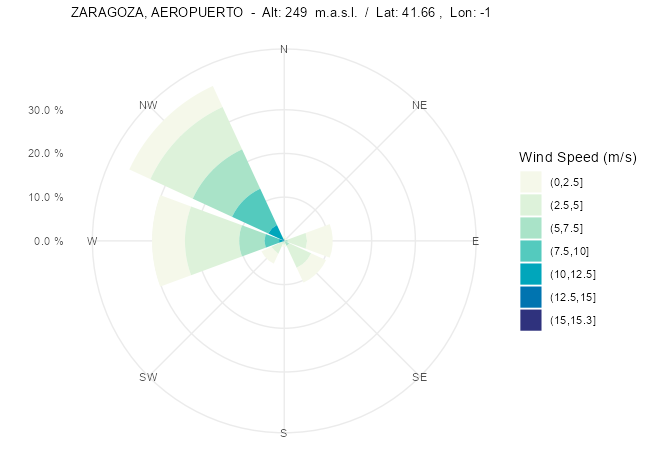 ZARAGOZA, AEROPUERTO - Alt: 249 m.a.s.l. / Lat: 41.66 , Lon: -1
N
NW
NE
30.0 %
20.0 %
10.0 %
0.0 %
W
E
SW
SE
S
Wind Speed (m/s)
(0,2.5]
(2.5,5]
(5,7.5]
(7.5,10]
(10,12.5]
(12.5,15]
(15,15.3]